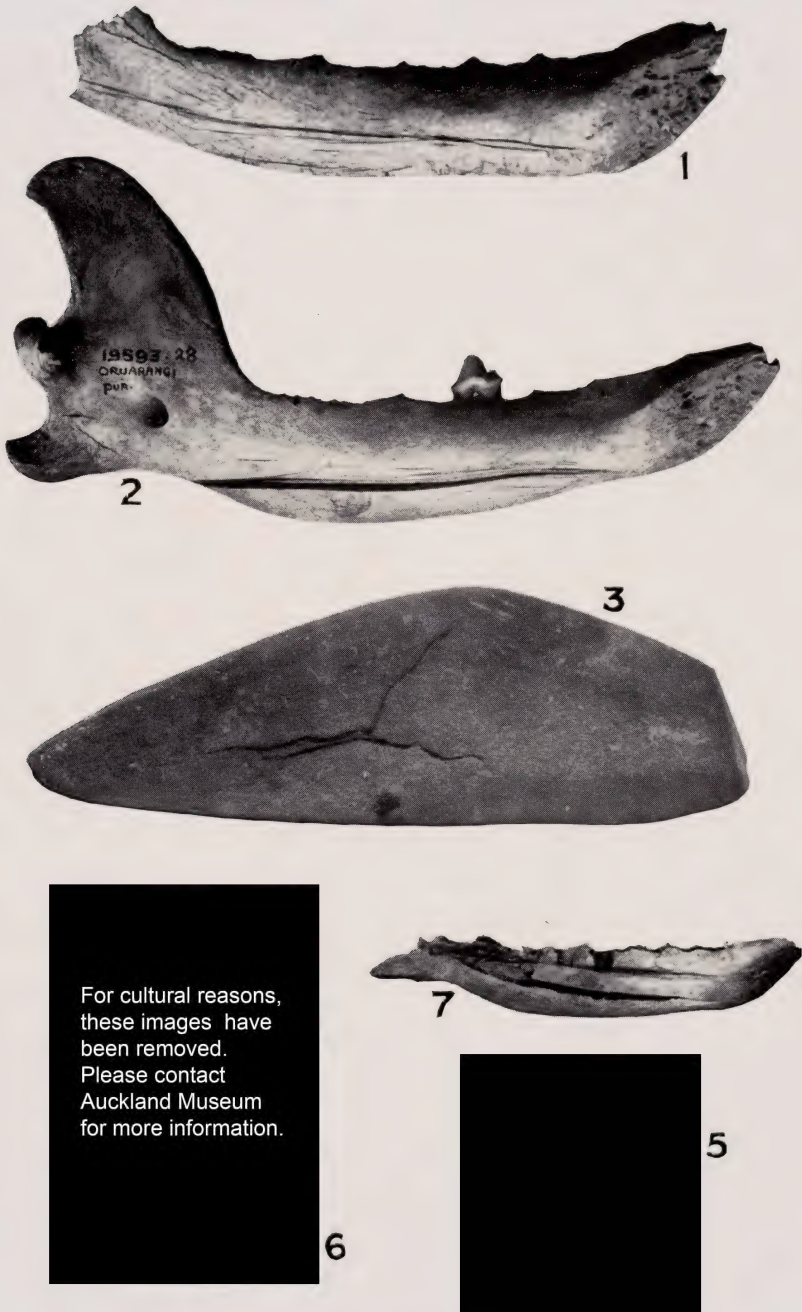 1
19593.28
ORUARANGI
PUR.
2
3
For cultural reasons,
these images have
been removed.
Please contact
Auckland Museum
for more information.
7
5
6